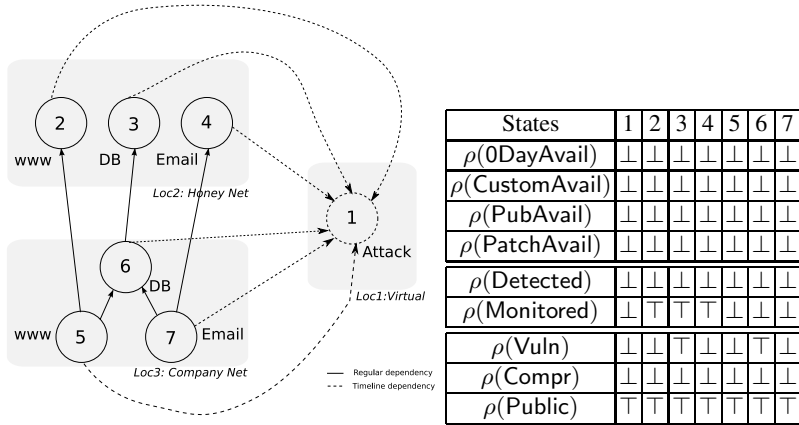 2
3
4
www
DB
Email
Loc2: Honey Net
1
Attack
Loc1:Virtual
6
DB
www
5
7
Email
Loc3: Company Net
Regular dependency
Timeline dependency
States 1 2 3 4 5 6 7
ρ(0DayAvail) ⊥ ⊥ ⊥ ⊥ ⊥ ⊥ ⊥
ρ(CustomAvail) ⊥ ⊥ ⊥ ⊥ ⊥ ⊥ ⊥
ρ(PubAvail) ⊥ ⊥ ⊥ ⊥ ⊥ ⊥ ⊥
ρ(PatchAvail) ⊥ ⊥ ⊥ ⊥ ⊥ ⊥ ⊥
ρ(Detected) ⊥ ⊥ ⊥ ⊥ ⊥ ⊥ ⊥
ρ(Monitored) ⊥ ⊤ ⊤ ⊤ ⊥ ⊥ ⊥
ρ(Vuln) ⊥ ⊥ ⊤ ⊥ ⊥ ⊤ ⊥
ρ(Compr) ⊥ ⊥ ⊥ ⊥ ⊥ ⊥ ⊥
ρ(Public) ⊤ ⊤ ⊤ ⊤ ⊤ ⊤ ⊤